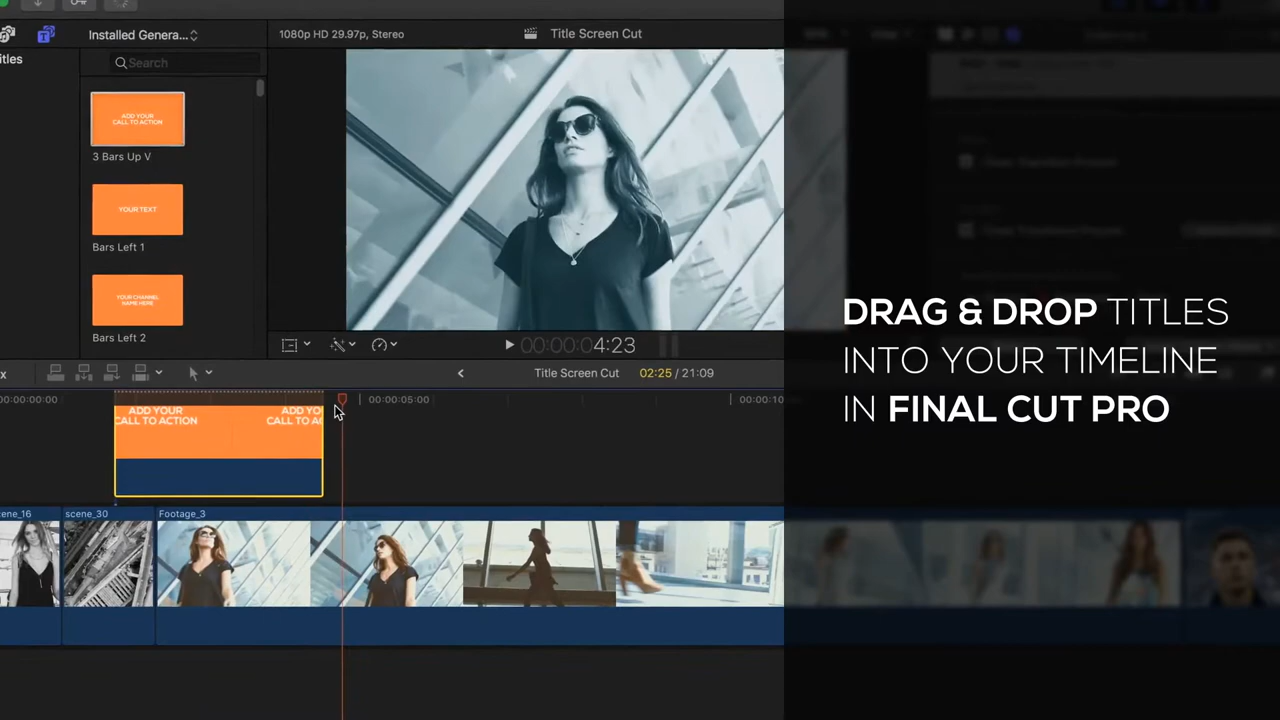 Installed Genera...
1080p HD 29.97p, Stereo
Title Screen Cut
itles
Search
ADD YOUR
CALL TO ACTION
3 Bars Up V
YOUR TEXT
Bars Left 1
YOUR CHANNEL
NAME HERE
Bars Left 2
00:00:04:23
x
Title Screen Cut
02:25 / 21:09
00:00:00:00
00:00:05:00
00:00:10
ADD YOUR
CALL TO ACTION
ADD YO
CALL TO A
ene_16
scene_30
Footage_3
DRAG & DROP TITLES
INTO YOUR TIMELINE
IN FINAL CUT PRO